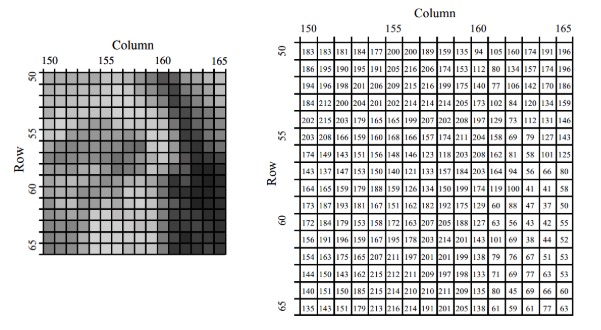 Column
150 155 160 165
Row
50
55
60
65
Column
150 155 160 165
Row
50
55
60
65
183 183 181 184 177 200 200 189 159 135 94 105 160 174 191 196
186 195 190 195 191 205 216 206 174 153 112 80 134 157 174 196
194 196 198 201 206 209 215 216 199 175 140 77 106 142 170 186
184 212 200 204 201 202 214 214 214 205 173 102 84 120 134 159
202 215 203 179 165 165 199 207 202 208 197 129 73 112 131 146
203 208 166 159 160 168 166 157 174 211 204 158 69 79 127 143
174 149 143 151 156 148 146 123 118 203 208 162 81 58 101 125
143 137 147 153 150 140 121 133 157 184 203 164 94 56 66 80
164 165 159 179 188 159 126 134 150 199 174 119 100 41 41 58
173 187 193 181 167 151 162 182 192 175 129 60 88 47 37 50
172 184 179 153 158 172 163 207 205 188 127 63 56 43 42 55
156 191 196 159 167 195 178 203 214 201 143 101 69 38 44 52
154 163 175 165 207 211 197 201 201 199 138 79 76 67 51 53
144 150 143 162 215 212 211 209 197 198 133 71 69 77 63 53
140 151 150 185 215 214 210 210 211 209 135 80 45 69 66 60
135 143 151 179 213 216 214 191 201 205 138 61 59 61 77 63